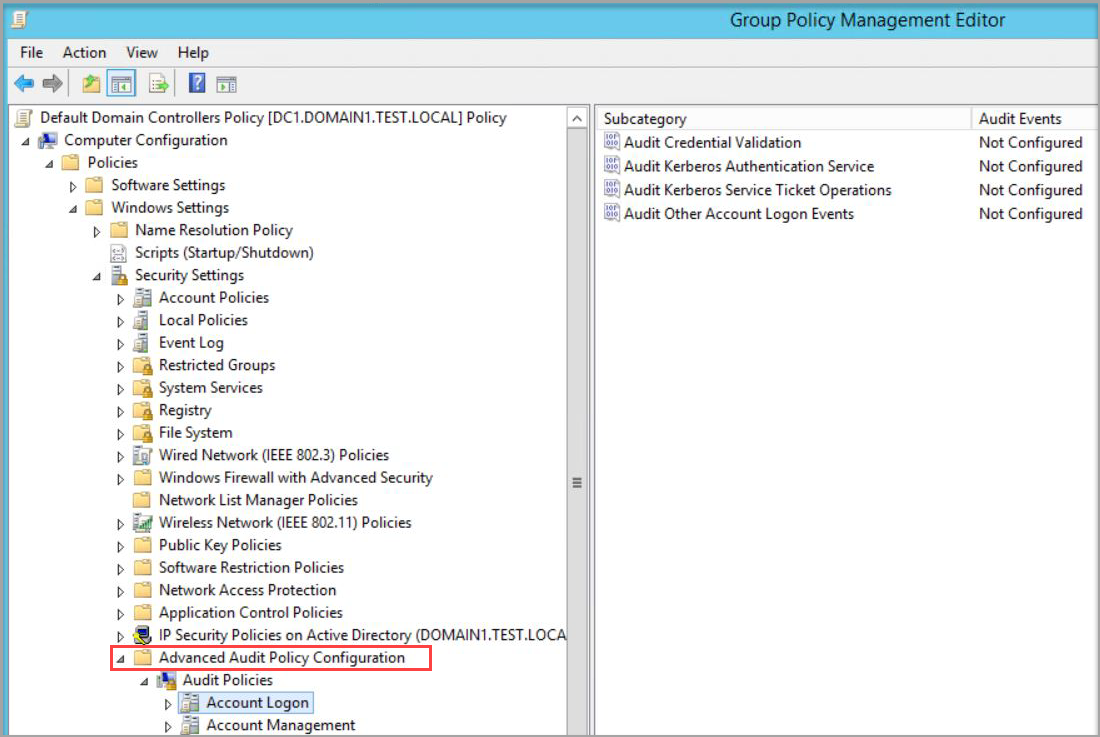 Group Policy Management Editor
File Action View Help
Default Domain Controllers Policy [DC1.DOMAIN1.TEST.LOCAL] Policy
Computer Configuration
Policies
Software Settings
Windows Settings
Name Resolution Policy
Scripts (Startup/Shutdown)
Security Settings
Account Policies
Local Policies
Event Log
Restricted Groups
System Services
Registry
File System
Wired Network (IEEE 802.3) Policies
Windows Firewall with Advanced Security
Network List Manager Policies
Wireless Network (IEEE 802.11) Policies
Public Key Policies
Software Restriction Policies
Network Access Protection
Application Control Policies
IP Security Policies on Active Directory (DOMAIN1.TEST.LOCA
Advanced Audit Policy Configuration
Audit Policies
Account Logon
Account Management
Subcategory Audit Events
Audit Credential Validation Not Configured
Audit Kerberos Authentication Service Not Configured
Audit Kerberos Service Ticket Operations Not Configured
Audit Other Account Logon Events Not Configured